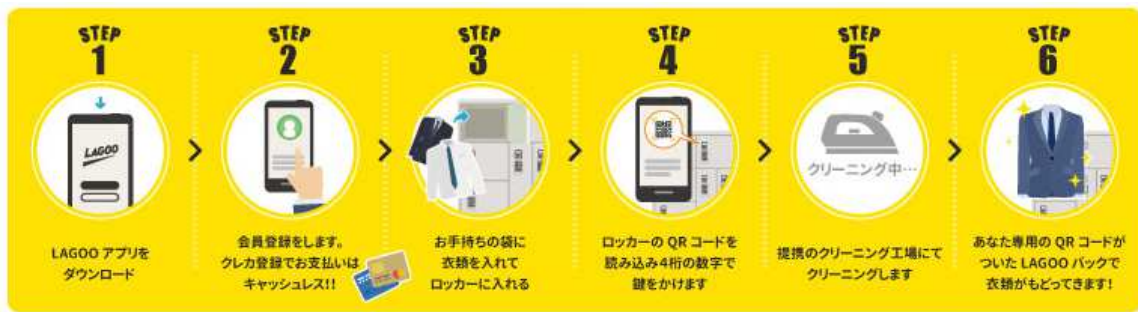 STEP
1
LAGOO
LAGOO アプリを
ダウンロード
STEP
2
会員登録をします。
クレカ登録でお支払いは
キャッシュレス!!
STEP
3
お手持ちの袋に
衣類を入れて
ロッカーに入れる
STEP
4
ロッカーの QR コードを
読み込み4桁の数字で
鍵をかけます
STEP
5
クリーニング中…
提携のクリーニング工場にて
クリーニングします
STEP
6
あなた専用の QR コードが
ついた LAGOO バックで
衣類がもどってきます!